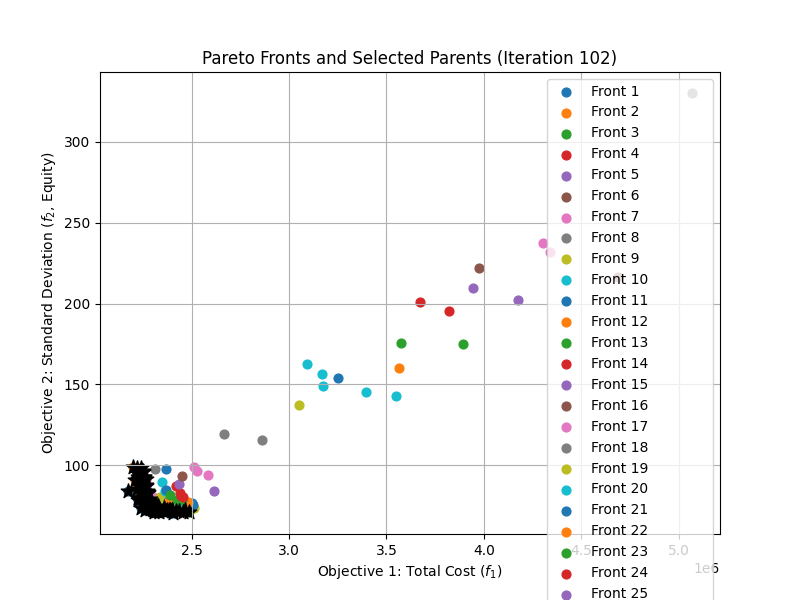 Pareto Fronts and Selected Parents (Iteration 102)
Objective 2: Standard Deviation (f₂, Equity)
300
250
200
150
100
2.5
3.0
3.5
4.0
4.5
5.0
1e6
Objective 1: Total Cost (f₁)
Front 1
Front 2
Front 3
Front 4
Front 5
Front 6
Front 7
Front 8
Front 9
Front 10
Front 11
Front 12
Front 13
Front 14
Front 15
Front 16
Front 17
Front 18
Front 19
Front 20
Front 21
Front 22
Front 23
Front 24
Front 25